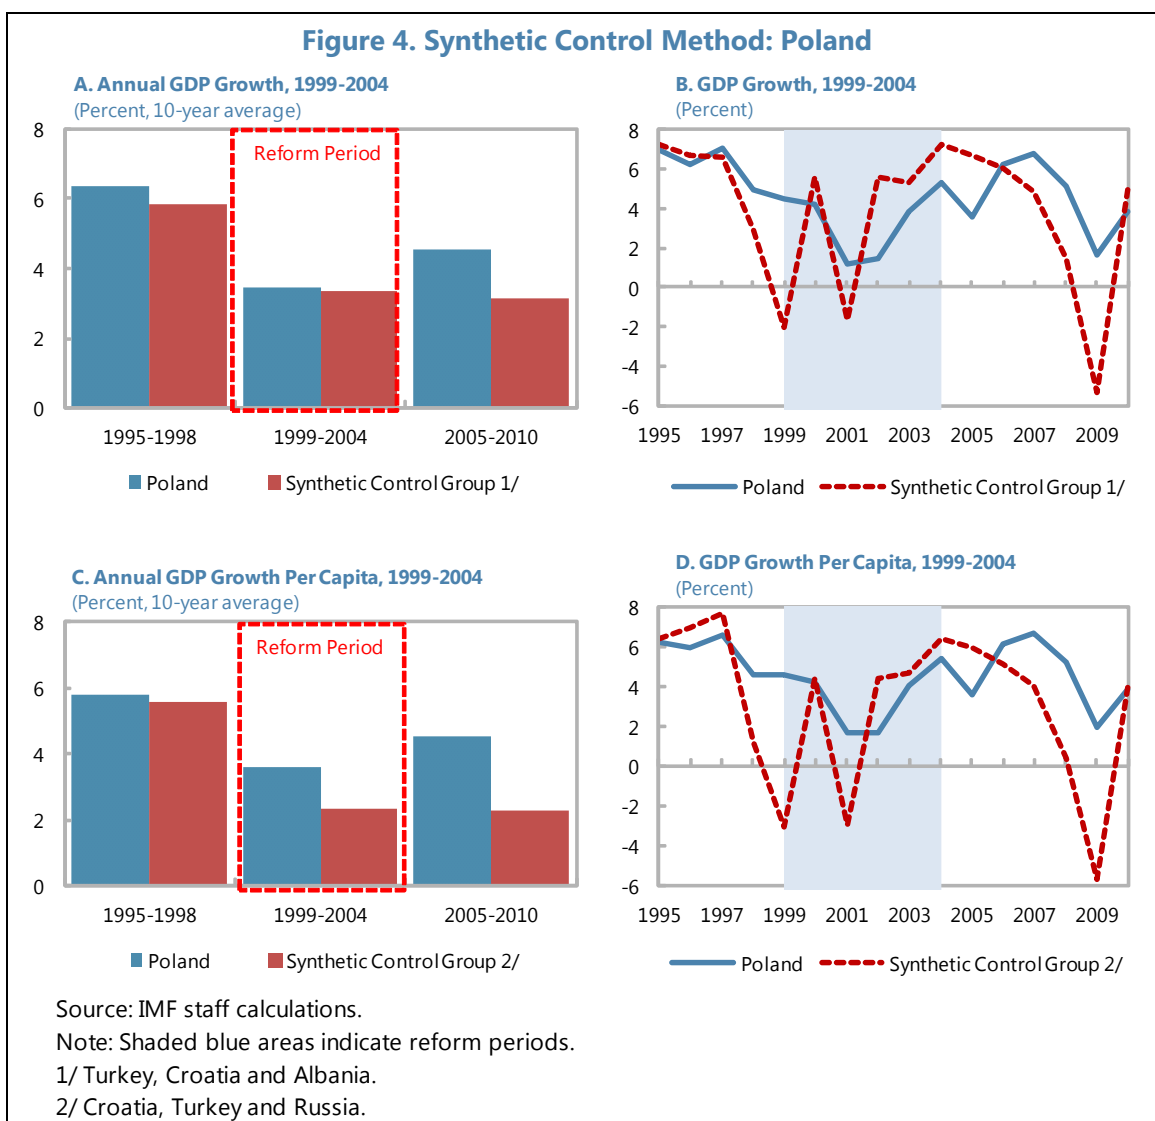 Figure 4. Synthetic Control Method: Poland
A. Annual GDP Growth, 1999-2004
(Percent, 10-year average)
8
6
4
2
0
Reform Period
1995-1998 1999-2004 2005-2010
Poland Synthetic Control Group 1/
B. GDP Growth, 1999-2004
(Percent)
8
6
4
2
0
-2
-4
-6
1995 1997 1999 2001 2003 2005 2007 2009
Poland Synthetic Control Group 1/
C. Annual GDP Growth Per Capita, 1999-2004
(Percent, 10-year average)
8
6
4
2
0
Reform Period
1995-1998 1999-2004 2005-2010
Poland Synthetic Control Group 2/
D. GDP Growth Per Capita, 1999-2004
(Percent)
8
6
4
2
0
-2
-4
-6
1995 1997 1999 2001 2003 2005 2007 2009
Poland Synthetic Control Group 2/
Source: IMF staff calculations.
Note: Shaded blue areas indicate reform periods.
1/ Turkey, Croatia and Albania.
2/ Croatia, Turkey and Russia.